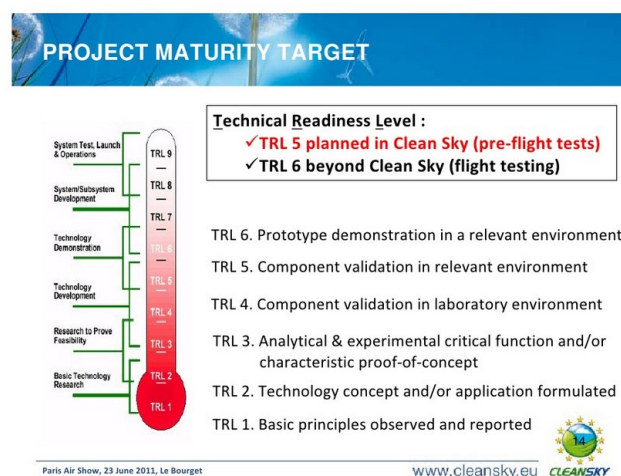 PROJECT MATURITY TARGET
Technical Readiness Level :
✓TRL 5 planned in Clean Sky (pre-flight tests)
✓TRL 6 beyond Clean Sky (flight testing)
System Test, Launch
& Operations
System/Subsystem
Development
Technology
Demonstration
Technology
Development
Research to Prove
Feasibility
Basic Technology
Research
TRL 9
TRL 8
TRL 7
TRL 6
TRL 5
TRL 4
TRL 3
TRL 2
TRL 1
TRL 6. Prototype demonstration in a relevant environment
TRL 5. Component validation in relevant environment
TRL 4. Component validation in laboratory environment
TRL 3. Analytical & experimental critical function and/or
characteristic proof-of-concept
TRL 2. Technology concept and/or application formulated
TRL 1. Basic principles observed and reported
14
Paris Air Show, 23 June 2011, Le Bourget
www.cleansky.eu
CLEANSKY